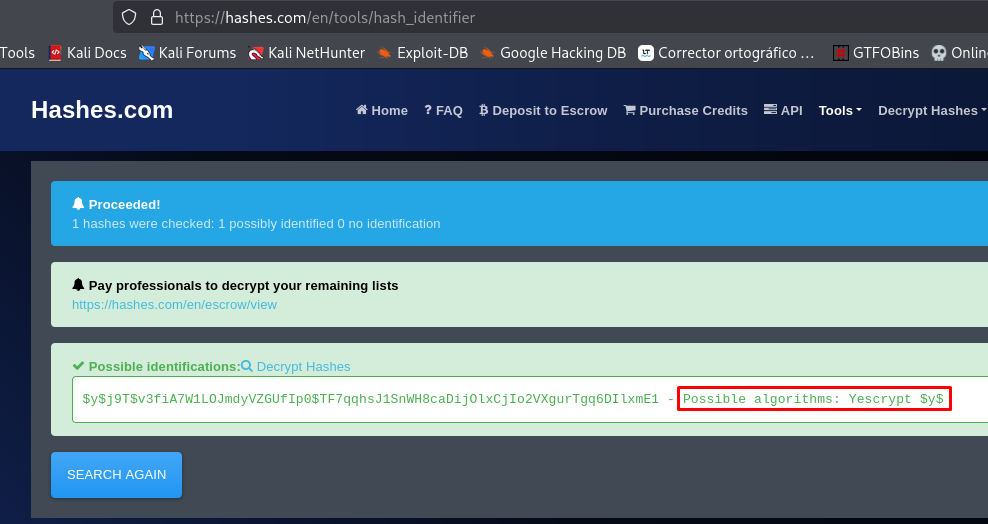 https://hashes.com/en/tools/hash_identifier
Tools Kali Docs Kali Forums Kali NetHunter Exploit-DB Google Hacking DB Corrector ortográfico … GTFOBins Onlin
Hashes.com
Home ? FAQ Deposit to Escrow Purchase Credits API Tools Decrypt Hashes
Proceeded!
1 hashes were checked: 1 possibly identified 0 no identification
Pay professionals to decrypt your remaining lists
https://hashes.com/en/escrow/view
Possible identifications: Decrypt Hashes
$y$j9T$v3fiA7W1LOJmdyVZGUfIp0$TF7qqhsJ1SnWH8caDijOlxCjIo2VXgurTgq6DIlxmE1 - Possible algorithms: Yescrypt $y$
SEARCH AGAIN